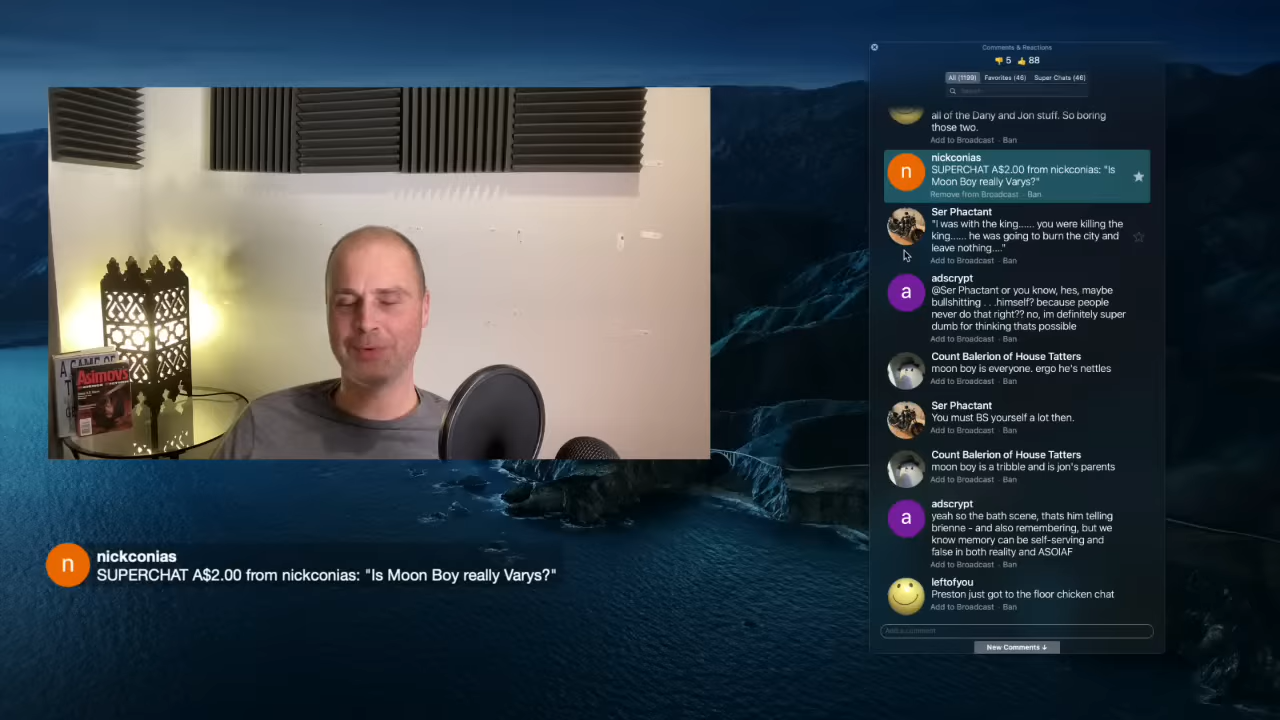 Comments & Reactions
👎 5 👍 88
All (1199) Favorites (46) Super Chats (46)
Search
all of the Dany and Jon stuff. So boring
those two.
Add to Broadcast · Ban
n
nickconias
SUPERCHAT A$2.00 from nickconias: "Is
Moon Boy really Varys?"
Remove from Broadcast · Ban
Ser Phactant
"I was with the king...... you were killing the
king...... he was going to burn the city and
leave nothing...."
Add to Broadcast · Ban
a
adscrypt
@Ser Phactant or you know, hes, maybe
bullshitting . . .himself? because people
never do that right?? no, im definitely super
dumb for thinking thats possible
Add to Broadcast · Ban
Count Balerion of House Tatters
moon boy is everyone. ergo he's nettles
Add to Broadcast · Ban
Ser Phactant
You must BS yourself a lot then.
Add to Broadcast · Ban
Count Balerion of House Tatters
moon boy is a tribble and is jon's parents
Add to Broadcast · Ban
a
adscrypt
yeah so the bath scene, thats him telling
brienne - and also remembering, but we
know memory can be self-serving and
false in both reality and ASOIAF
Add to Broadcast · Ban
leftofyou
Preston just got to the floor chicken chat
Add to Broadcast · Ban
Add a comment
New Comments ↓
A GAME OF
Asimov's
n
nickconias
SUPERCHAT A$2.00 from nickconias: "Is Moon Boy really Varys?"